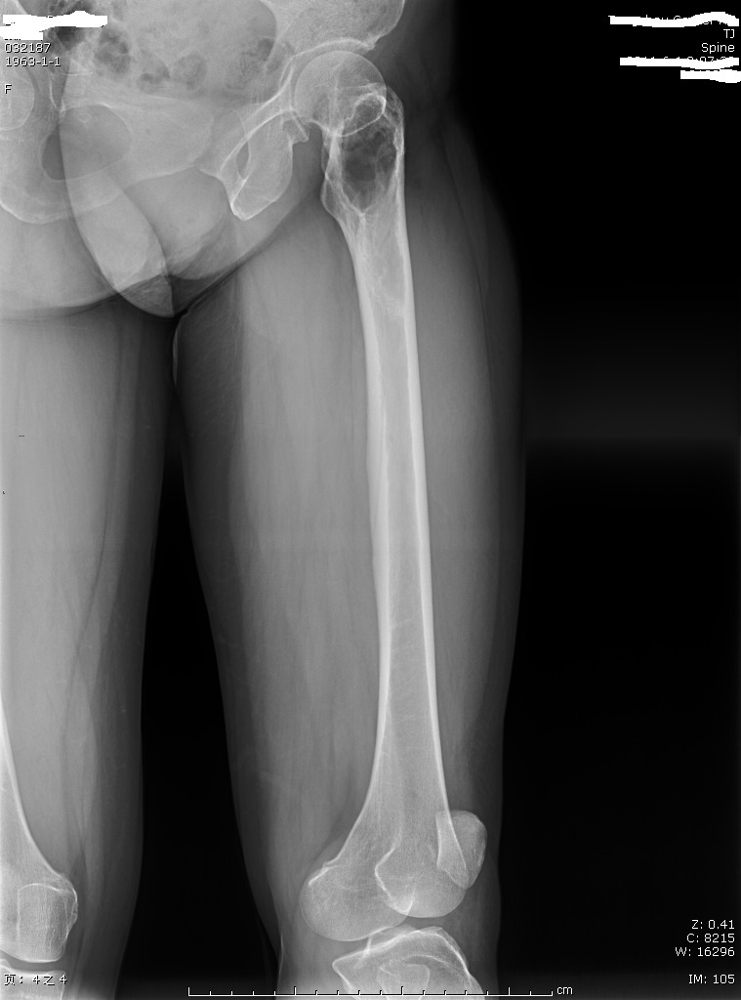 032187
1963-1-1
F
TJ
Spine
Z: 0.41
C: 8215
W: 16296
页: 4之 4
IM: 105
cm